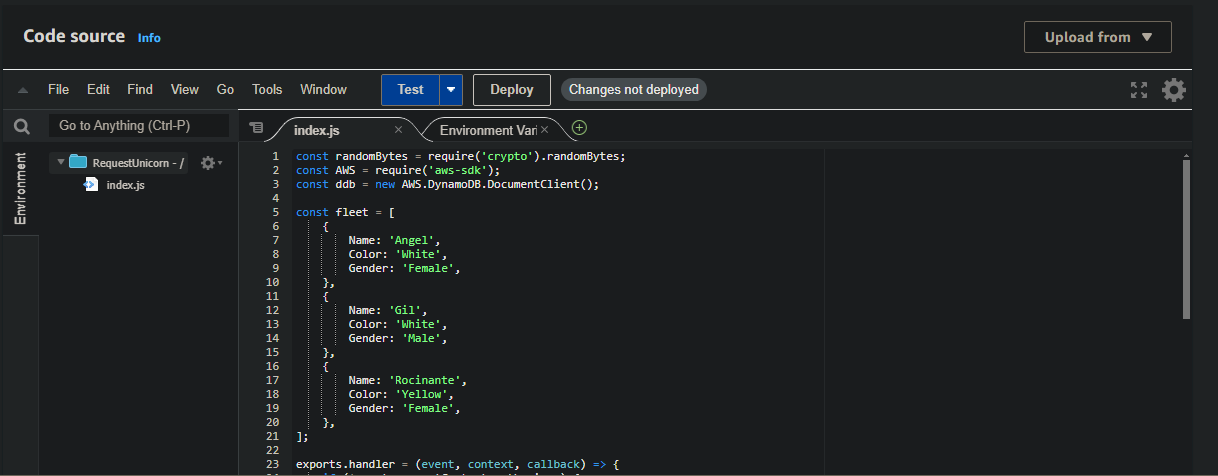 Code source Info
Upload from
File Edit Find View Go Tools Window Test Deploy Changes not deployed
Go to Anything (Ctrl-P)
index.js
Environment Vari
Environment
RequestUnicorn - /
index.js
1 const randomBytes = require('crypto').randomBytes;
2 const AWS = require('aws-sdk');
3 const ddb = new AWS.DynamoDB.DocumentClient();
4
5 const fleet = [
6 {
7 Name: 'Angel',
8 Color: 'White',
9 Gender: 'Female',
10 },
11 {
12 Name: 'Gil',
13 Color: 'White',
14 Gender: 'Male',
15 },
16 {
17 Name: 'Rocinante',
18 Color: 'Yellow',
19 Gender: 'Female',
20 },
21 ];
22
23 exports.handler = (event, context, callback) => {